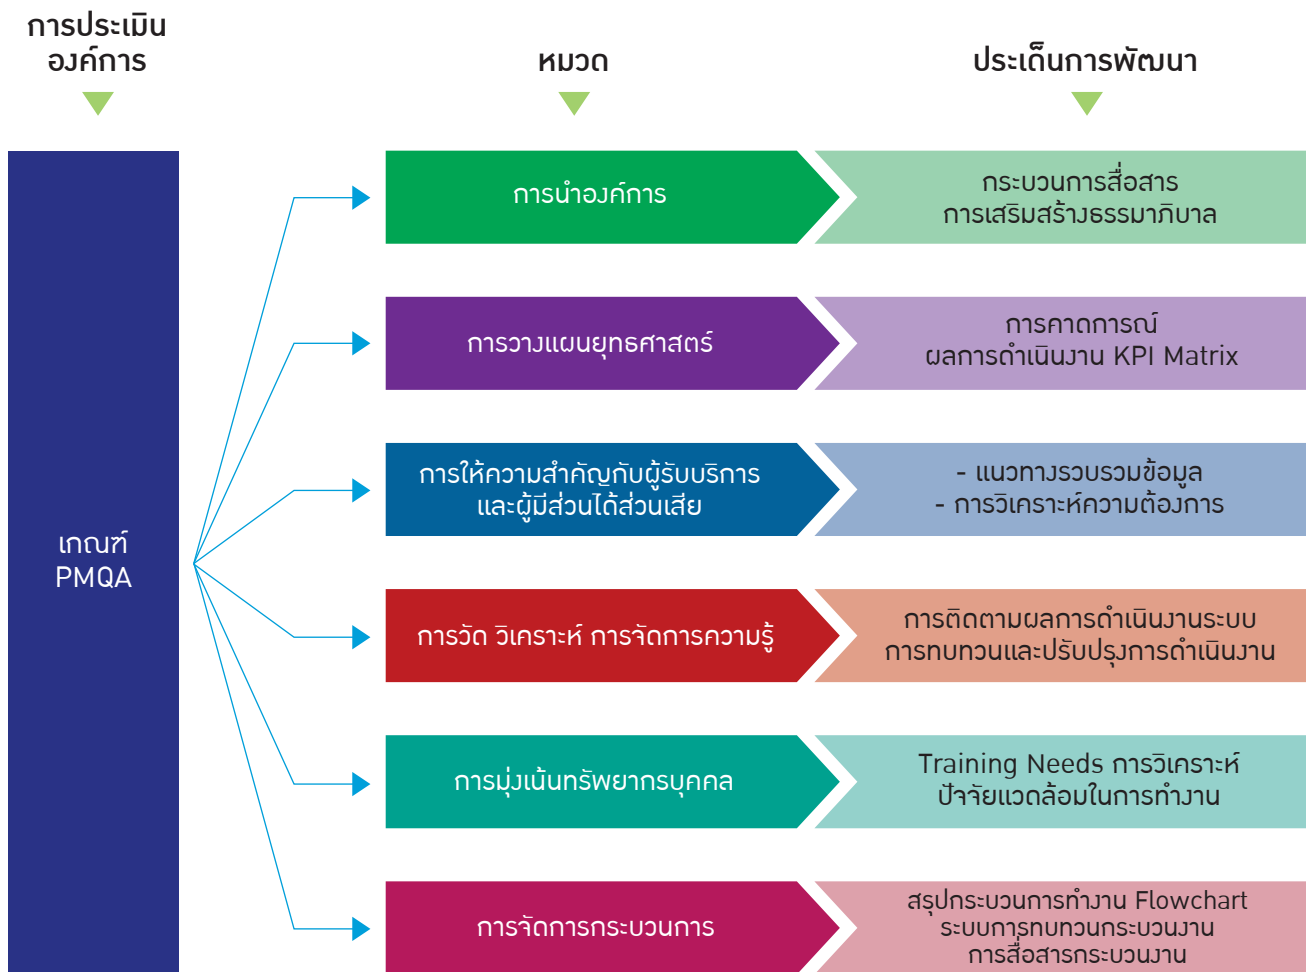 การประเมิน
องค์การ
หมวด
ประเด็นการพัฒนา
เกณฑ์
PMQA
การนำองค์การ
กระบวนการสื่อสาร
การเสริมสร้างธรรมาภิบาล
การวางแผนยุทธศาสตร์
การคาดการณ์
ผลการดำเนินงาน KPI Matrix
การให้ความสำคัญกับผู้รับบริการ
และผู้มีส่วนได้ส่วนเสีย
- แนวทางรวบรวมข้อมูล
- การวิเคราะห์ความต้องการ
การวัด วิเคราะห์ การจัดการความรู้
การติดตามผลการดำเนินงานระบบ
การทบทวนและปรับปรุงการดำเนินงาน
การมุ่งเน้นทรัพยากรบุคคล
Training Needs การวิเคราะห์
ปัจจัยแวดล้อมในการทำงาน
การจัดการกระบวนการ
สรุปกระบวนการทำงาน Flowchart
ระบบการทบทวนกระบวนงาน
การสื่อสารกระบวนงาน